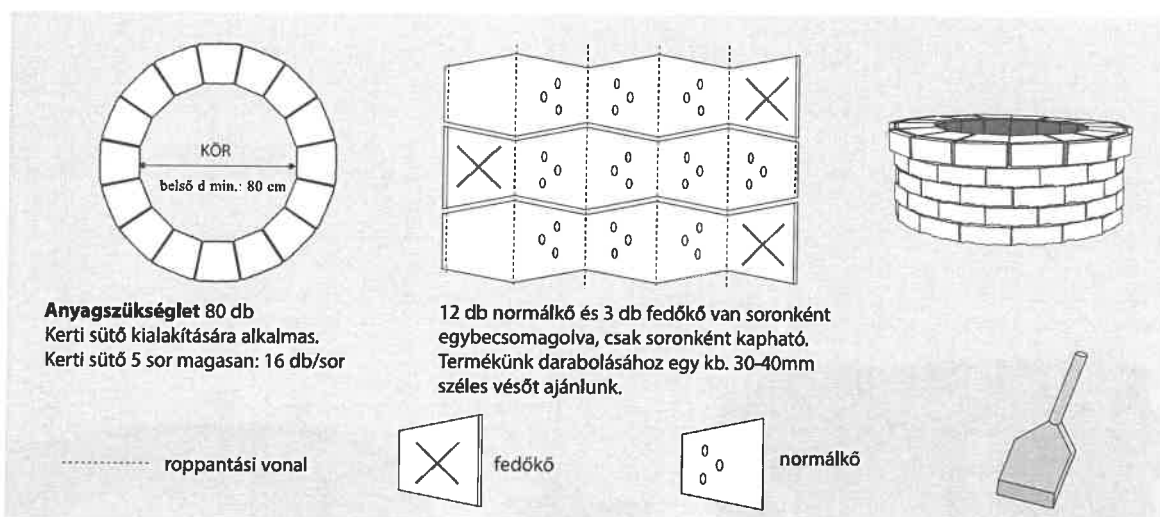 KÖR
belső d min.: 80 cm
Anyagszükséglet 80 db
Kerti sütő kialakítására alkalmas.
Kerti sütő 5 sor magasan: 16 db/sor
12 db normálkő és 3 db fedőkő van soronként
egybecsomagolva, csak soronként kapható.
Termékünk darabolásához egy kb. 30-40mm
széles vésőt ajánlunk.
roppantási vonal
fedőkő
normálkő